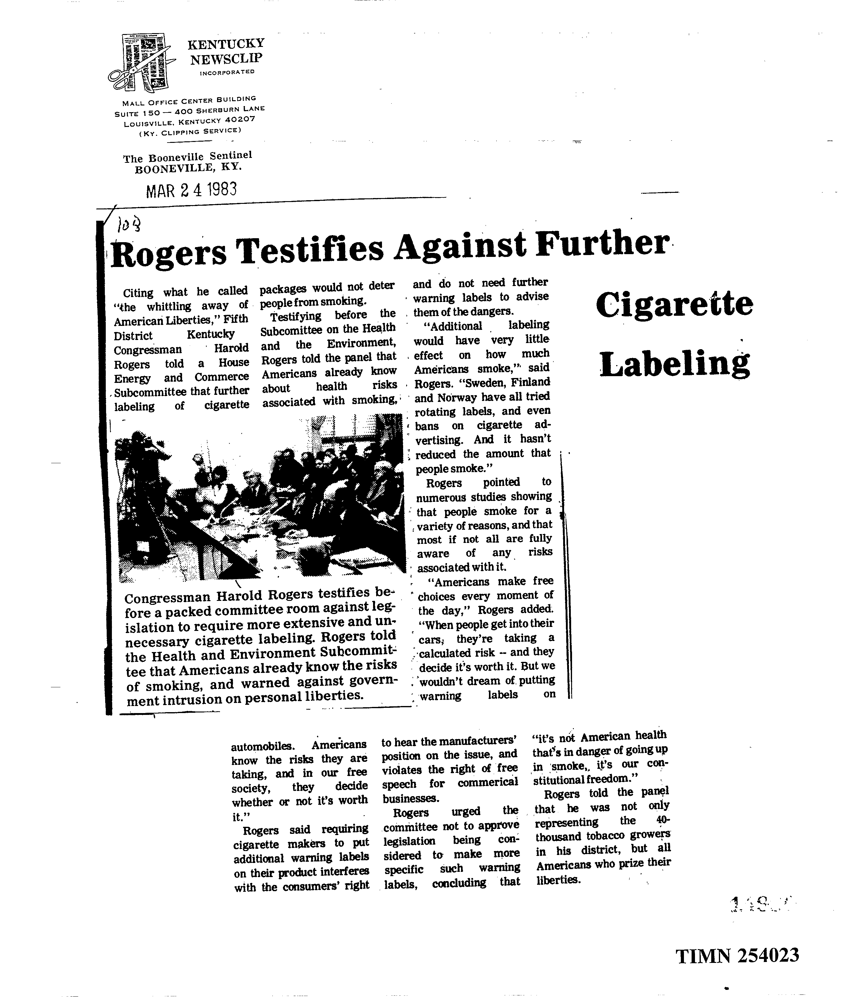 KENTUCKY
NEWSCLIP
INCORPORATED
MALL OFFICE CENTER BUILDING
SUITE 150 — 400 SHERBURN LANE
LOUISVILLE, KENTUCKY 40207
(KY. CLIPPING SERVICE)
The Booneville Sentinel
BOONEVILLE, KY.
MAR 24 1983
108
Rogers Testifies Against Further
Cigarette
Labeling
Citing what he called
"the whittling away of
American Liberties," Fifth
District Kentucky
Congressman Harold
Rogers told a House
Energy and Commerce
Subcommittee that further
labeling of cigarette
packages would not deter
people from smoking.
Testifying before the
Subcomittee on the Health
and the Environment,
Rogers told the panel that
Americans already know
about health risks
associated with smoking,
and do not need further
warning labels to advise
them of the dangers.
"Additional labeling
would have very little
effect on how much
Americans smoke," said
Rogers. "Sweden, Finland
and Norway have all tried
rotating labels, and even
bans on cigarette ad-
vertising. And it hasn't
reduced the amount that
people smoke."
Rogers pointed to
numerous studies showing
that people smoke for a
variety of reasons, and that
most if not all are fully
aware of any risks
associated with it.
"Americans make free
choices every moment of
the day," Rogers added.
"When people get into their
cars, they're taking a
calculated risk -- and they
decide it's worth it. But we
wouldn't dream of putting
warning labels on
Congressman Harold Rogers testifies be-
fore a packed committee room against leg-
islation to require more extensive and un-
necessary cigarette labeling. Rogers told
the Health and Environment Subcommit-
tee that Americans already know the risks
of smoking, and warned against govern-
ment intrusion on personal liberties.
automobiles. Americans
know the risks they are
taking, and in our free
society, they decide
whether or not it's worth
it."
Rogers said requiring
cigarette makers to put
additional warning labels
on their product interferes
with the consumers' right
to hear the manufacturers'
position on the issue, and
violates the right of free
speech for commerical
businesses.
Rogers urged the
committee not to approve
legislation being con-
sidered to make more
specific such warning
labels, concluding that
"it's not American health
that's in danger of going up
in smoke, it's our con-
stitutional freedom."
Rogers told the panel
that he was not only
representing the 40-
thousand tobacco growers
in his district, but all
Americans who prize their
liberties.
TIMN 254023